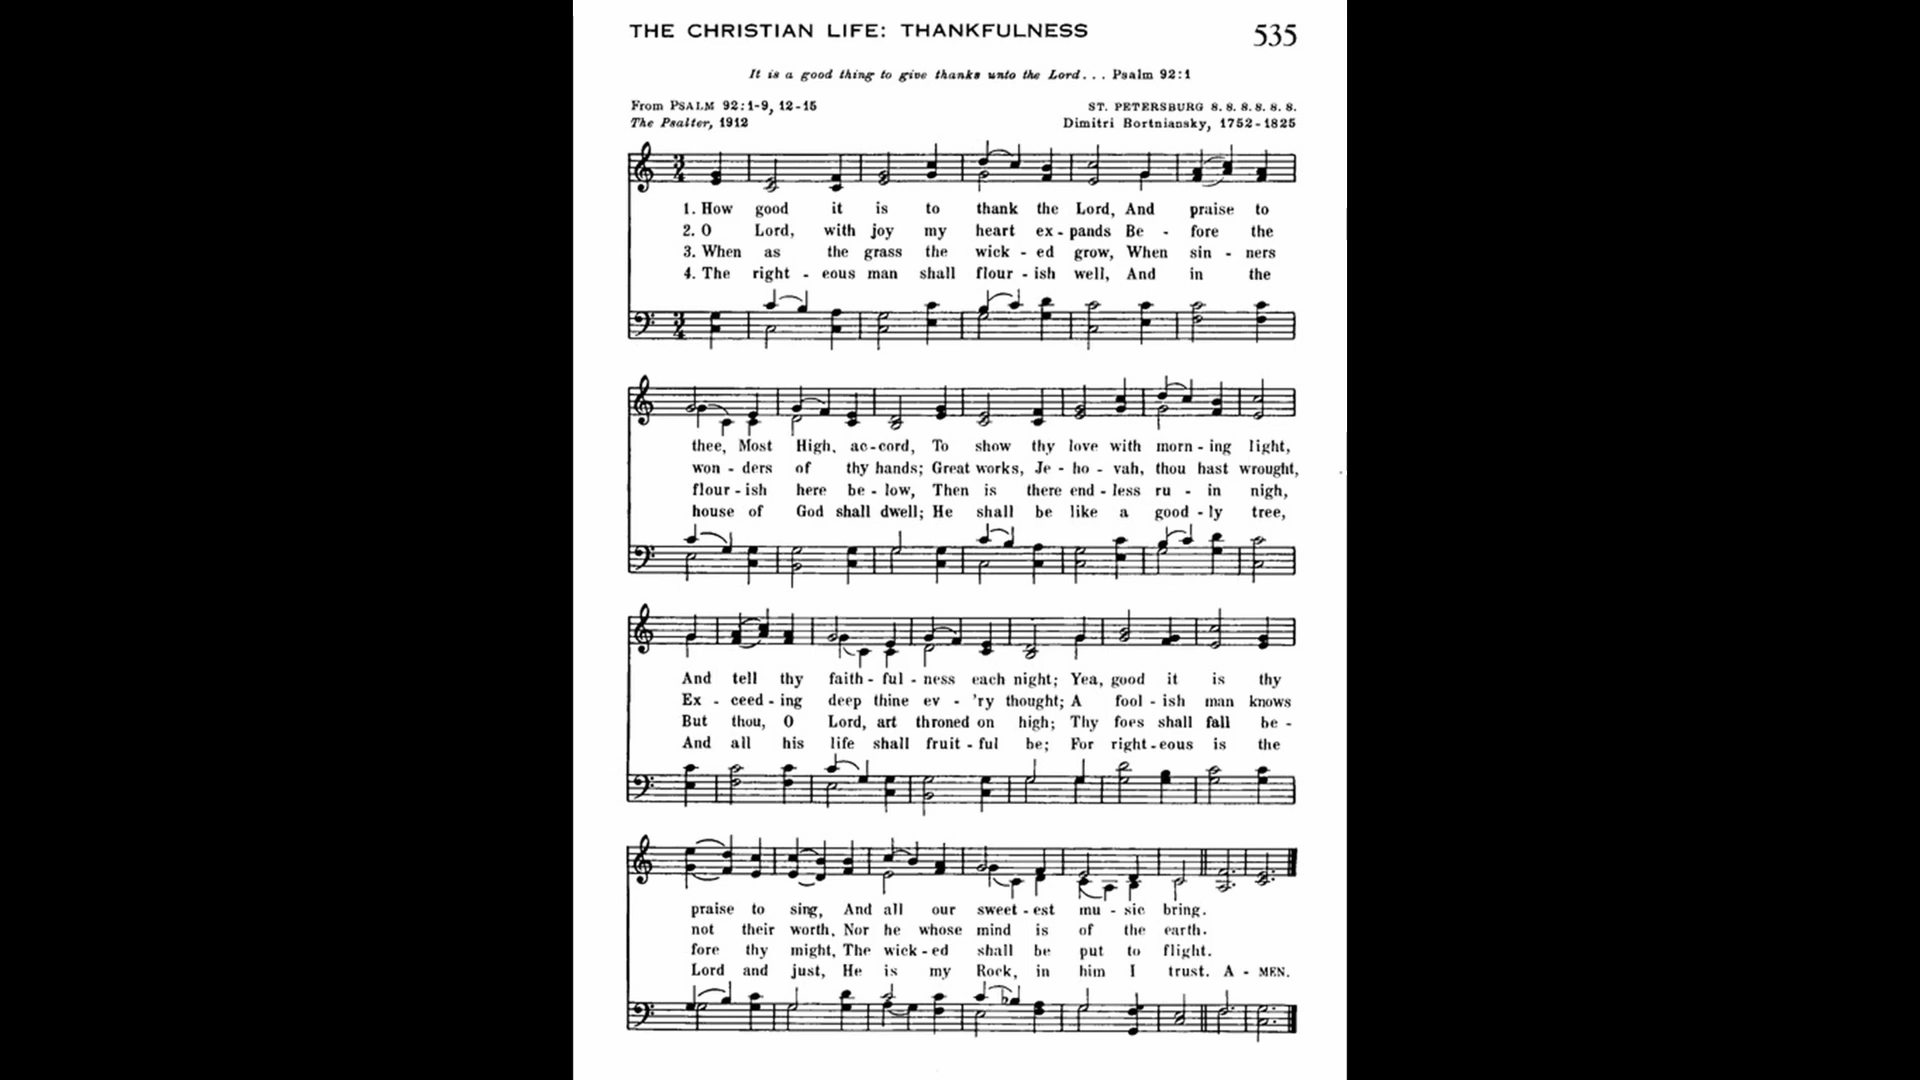 THE CHRISTIAN LIFE: THANKFULNESS 535
It is a good thing to give thanks unto the Lord... Psalm 92:1
From PSALM 92:1-9, 12-15 ST. PETERSBURG 8. 8. 8. 8. 8. 8.
The Psalter, 1912 Dimitri Bortniansky, 1752-1825
1. How good it is to thank the Lord, And praise to
2. O Lord, with joy my heart ex-pands Be - fore the
3. When as the grass the wick - ed grow, When sin - ners
4. The right - eous man shall flour - ish well, And in the
thee, Most High, ac-cord, To show thy love with morn - ing light,
won - ders of thy hands; Great works, Je - ho - vah, thou hast wrought,
flour - ish here be - low, Then is there end - less ru - in nigh,
house of God shall dwell; He shall be like a good - ly tree,
And tell thy faith - ful - ness each night; Yea, good it is thy
Ex - ceed - ing deep thine ev - 'ry thought; A fool - ish man knows
But thou, O Lord, art throned on high; Thy foes shall fall be -
And all his life shall fruit - ful be; For right - eous is the
praise to sing, And all our sweet - est mu - sic bring.
not their worth, Nor he whose mind is of the earth.
fore thy might, The wick - ed shall be put to flight.
Lord and just, He is my Rock, in him I trust. A - MEN.